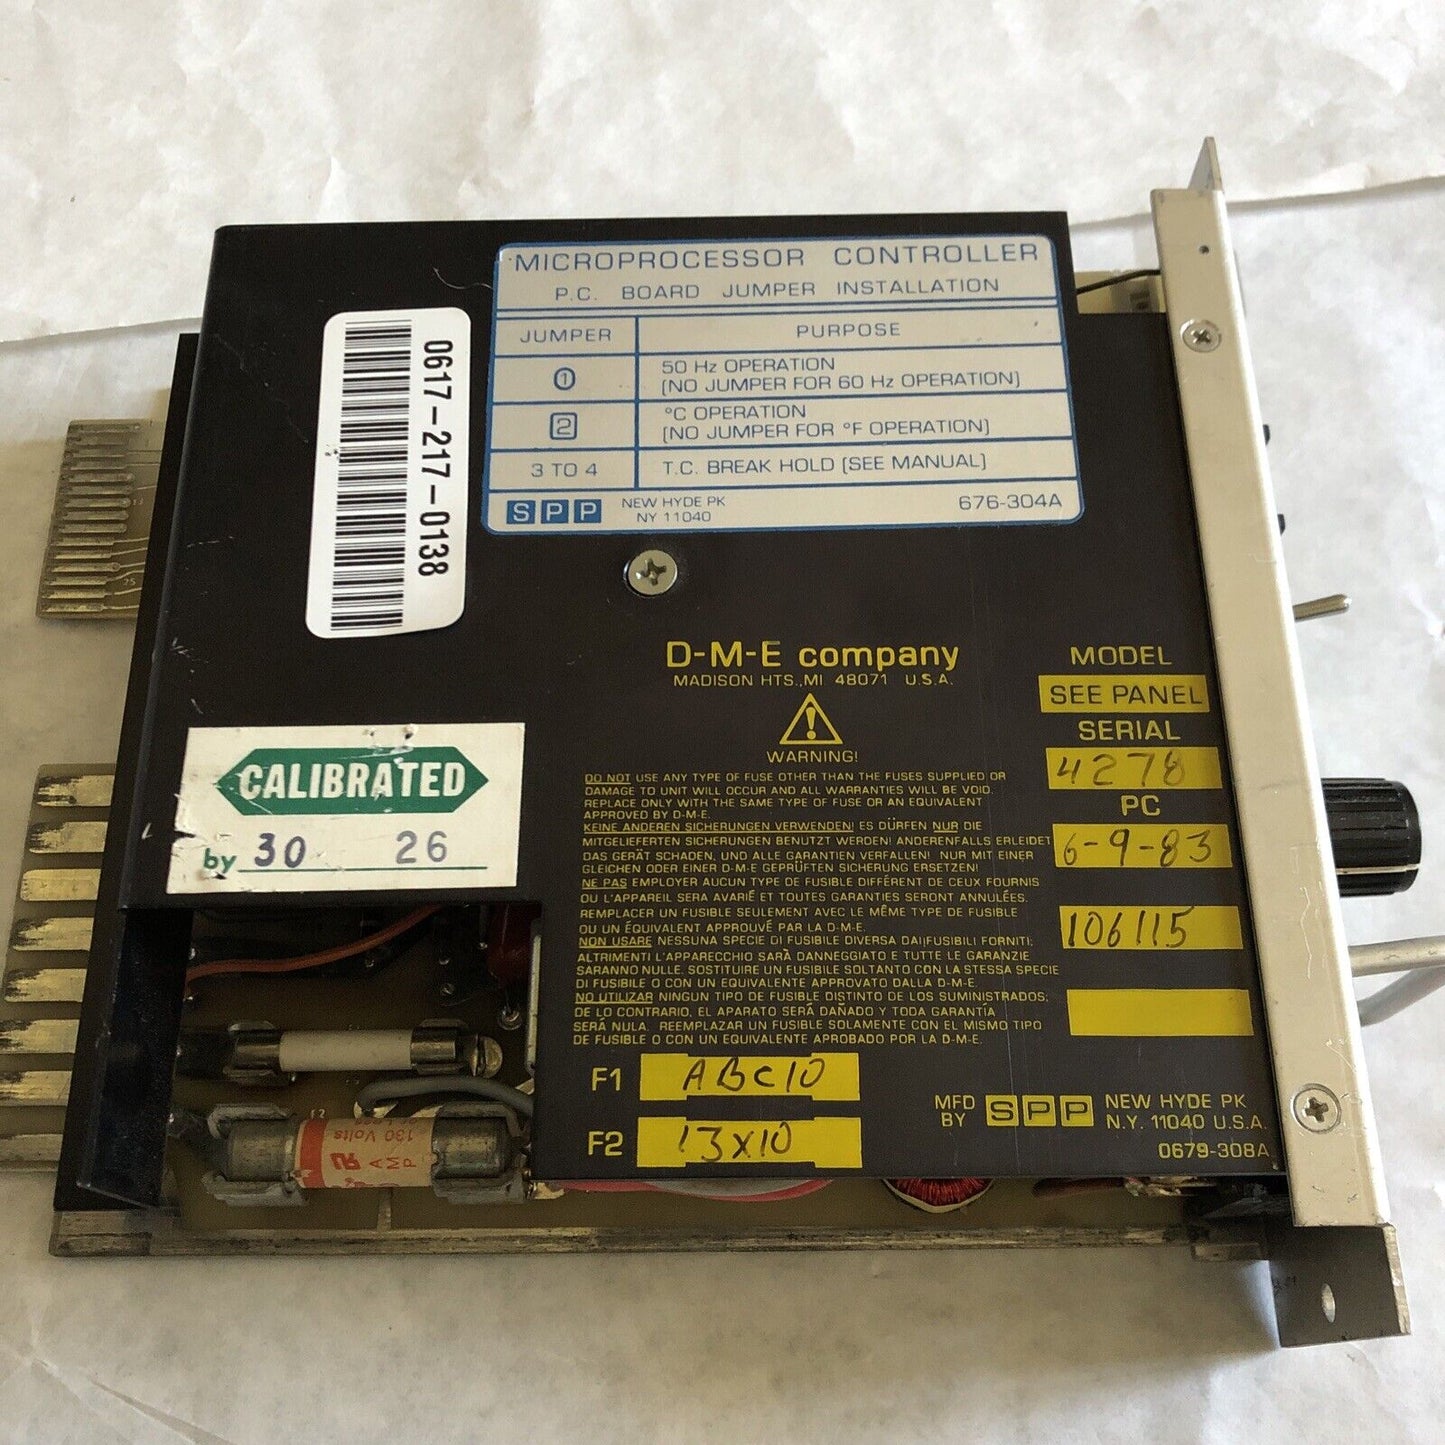 MICROPROCESSOR CONTROLLER
P.C. BOARD JUMPER INSTALLATION
JUMPER PURPOSE
1 50 Hz OPERATION
[NO JUMPER FOR 60 Hz OPERATION]
2 °C OPERATION
[NO JUMPER FOR °F OPERATION]
3 TO 4 T.C. BREAK HOLD [SEE MANUAL]
SPP NEW HYDE PK
NY 11040
676-304A
0617-217-0138
CALIBRATED
by 30 26
D-M-E company
MADISON HTS., MI 48071 U.S.A.
WARNING!
DO NOT USE ANY TYPE OF FUSE OTHER THAN THE FUSES SUPPLIED OR
DAMAGE TO UNIT WILL OCCUR AND ALL WARRANTIES WILL BE VOID.
REPLACE ONLY WITH THE SAME TYPE OF FUSE OR AN EQUIVALENT
APPROVED BY D-M-E.
KEINE ANDEREN SICHERUNGEN VERWENDEN! ES DÜRFEN NUR DIE
MITGELIEFERTEN SICHERUNGEN BENUTZT WERDEN! ANDERENFALLS ERLEIDET
DAS GERÄT SCHADEN, UND ALLE GARANTIEN VERFALLEN! NUR MIT EINER
GLEICHEN ODER EINER D-M-E GEPRÜFTEN SICHERUNG ERSETZEN!
NE PAS EMPLOYER AUCUN TYPE DE FUSIBLE DIFFÉRENT DE CEUX FOURNIS
OU L'APPAREIL SERA AVARIÉ ET TOUTES GARANTIES SERONT ANNULÉES.
REMPLACER UN FUSIBLE SEULEMENT AVEC LE MÊME TYPE DE FUSIBLE
OU UN ÉQUIVALENT APPROUVÉ PAR LA D-M-E.
NON USARE NESSUNA SPECIE DI FUSIBILE DIVERSA DAI FUSIBILI FORNITI;
ALTRIMENTI L'APPARECCHIO SARÀ DANNEGGIATO E TUTTE LE GARANZIE
SARANNO NULLE. SOSTITUIRE UN FUSIBILE SOLTANTO CON LA STESSA SPECIE
DI FUSIBILE O CON UN EQUIVALENTE APPROVATO DALLA D-M-E.
NO UTILIZAR NINGUN TIPO DE FUSIBLE DISTINTO DE LOS SUMINISTRADOS;
DE LO CONTRARIO, EL APARATO SERÁ DAÑADO Y TODA GARANTÍA
SERÁ NULA. REEMPLAZAR UN FUSIBLE SOLAMENTE CON EL MISMO TIPO
DE FUSIBLE O CON UN EQUIVALENTE APROBADO POR LA D-M-E.
MODEL
SEE PANEL
SERIAL
4278
PC
6-9-83
106115
F1 ABC10
F2 13X10
MFD
BY SPP NEW HYDE PK
N.Y. 11040 U.S.A.
0679-308A
130 Volts
AMP
F2
25